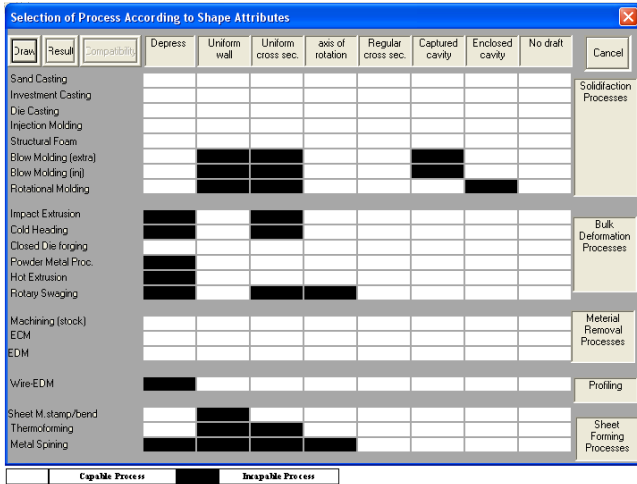 Selection of Process According to Shape Attributes
Draw Result Compatibility Depress Uniform wall Uniform cross sec. axis of rotation Regular cross sec. Captured cavity Enclosed cavity No draft Cancel
Sand Casting
Investment Casting
Die Casting
Injection Molding
Structural Foam
Blow Molding (extra)
Blow Molding (inj)
Rotational Molding
Solidifaction
Processes
Impact Extrusion
Cold Heading
Closed Die forging
Powder Metal Proc.
Hot Extrusion
Rotary Swaging
Bulk
Deformation
Processes
Machining (stock)
ECM
EDM
Meterial
Removal
Processes
Wire-EDM
Profiling
Sheet M.stamp/bend
Thermoforming
Metal Spining
Sheet
Forming
Processes
Capable Process Incapable Process